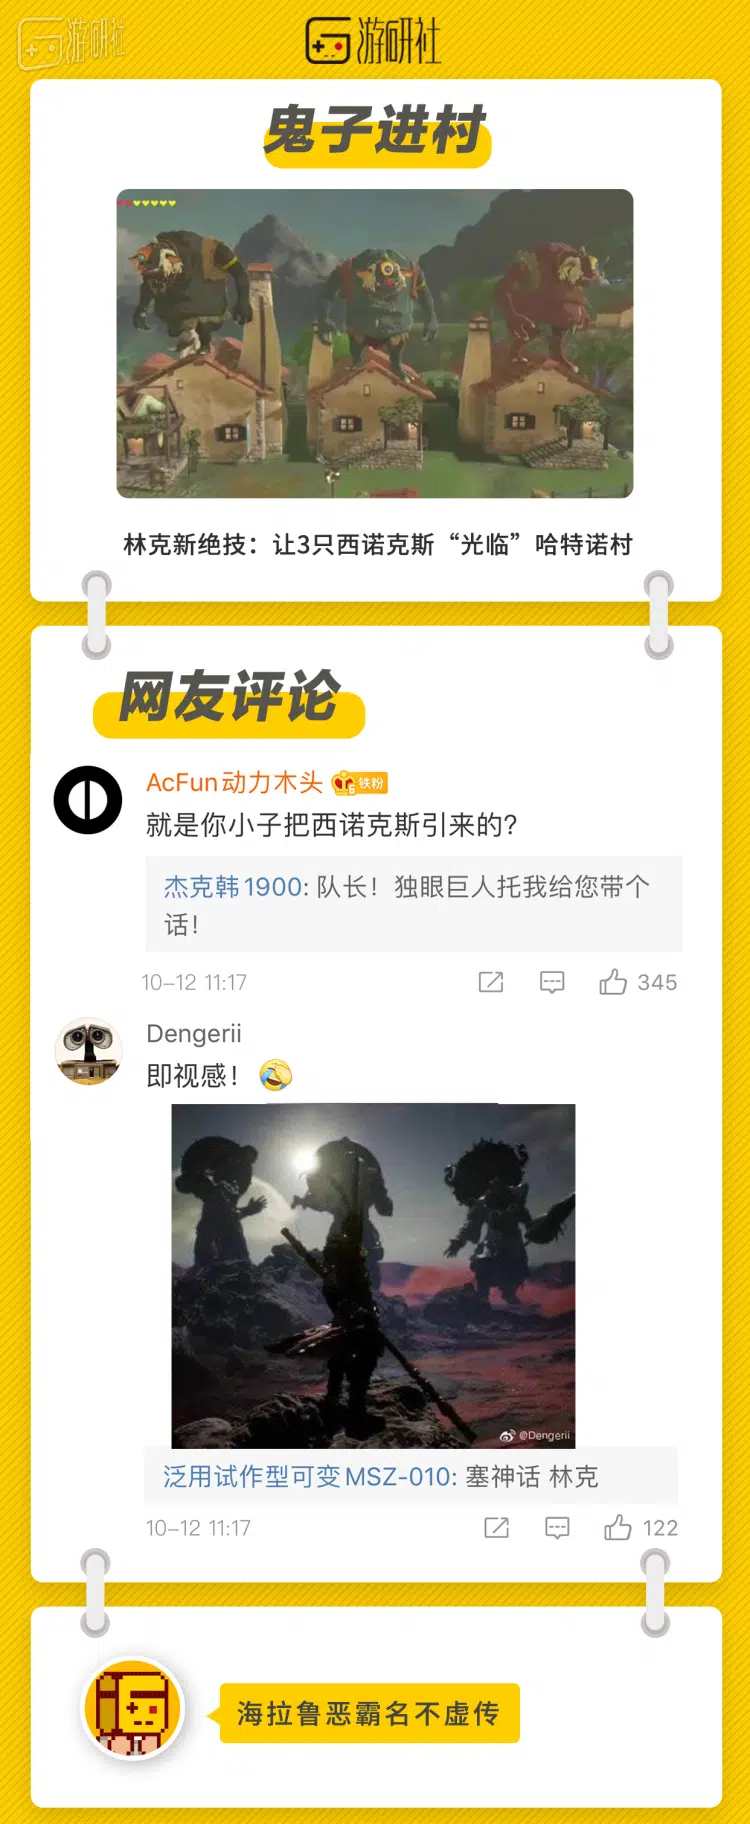 游研社
游研社
鬼子进村
林克新绝技：让3只西诺克斯“光临”哈特诺村
网友评论
AcFun动力木头 6 铁粉
就是你小子把西诺克斯引来的？
杰克韩1900: 队长！独眼巨人托我给您带个
话！
10-12 11:17 345
Dengerii
即视感！
@Dengerii
泛用试作型可变MSZ-010: 塞神话 林克
10-12 11:17 122
海拉鲁恶霸名不虚传